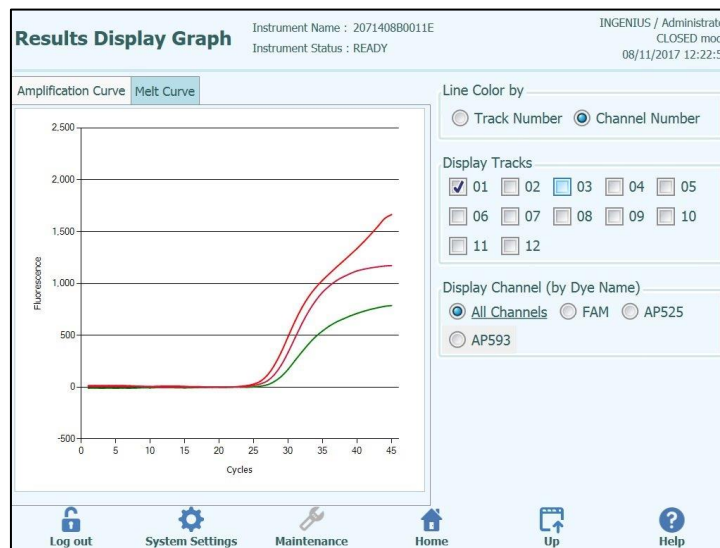 Results Display Graph
Instrument Name : 2071408B0011E
Instrument Status : READY
INGENIUS / Administrat
CLOSED mod
08/11/2017 12:22:5
Amplification Curve
Melt Curve
2.500
2.000
1.500
1.000
500
0
-500
Fluorescence
0 5 10 15 20 25 30 35 40 45
Cycles
Line Color by
Track Number
Channel Number
Display Tracks
01 02 03 04 05
06 07 08 09 10
11 12
Display Channel (by Dye Name)
All Channels FAM AP525
AP593
Log out
System Settings
Maintenance
Home
Up
Help